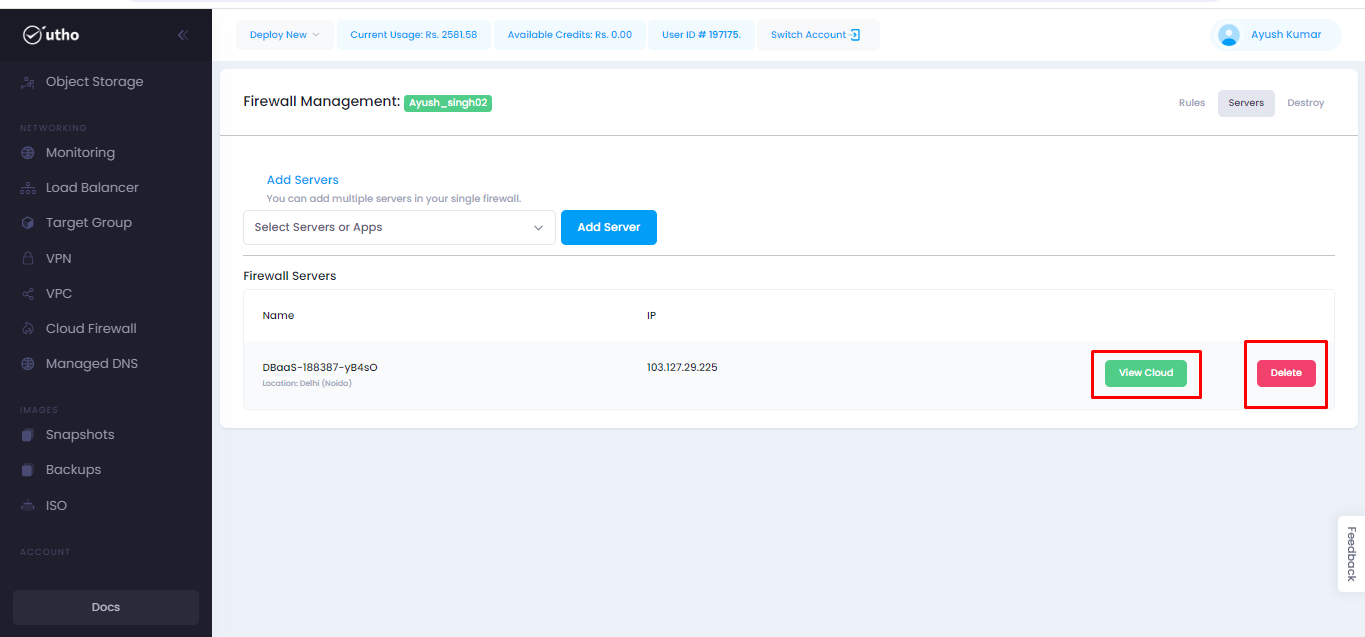 utho
Deploy New
Current Usage: Rs. 2581.58
Available Credits: Rs. 0.00
User ID # 197175.
Switch Account
Ayush Kumar
Object Storage
NETWORKING
Monitoring
Load Balancer
Target Group
VPN
VPC
Cloud Firewall
Managed DNS
IMAGES
Snapshots
Backups
ISO
ACCOUNT
Docs
Firewall Management: Ayush_singh02
Rules
Servers
Destroy
Add Servers
You can add multiple servers in your single firewall.
Select Servers or Apps
Add Server
Firewall Servers
Name
IP
DBaaS-188387-yB4sO
Location: Delhi (Noida)
103.127.29.225
View Cloud
Delete
Feedback